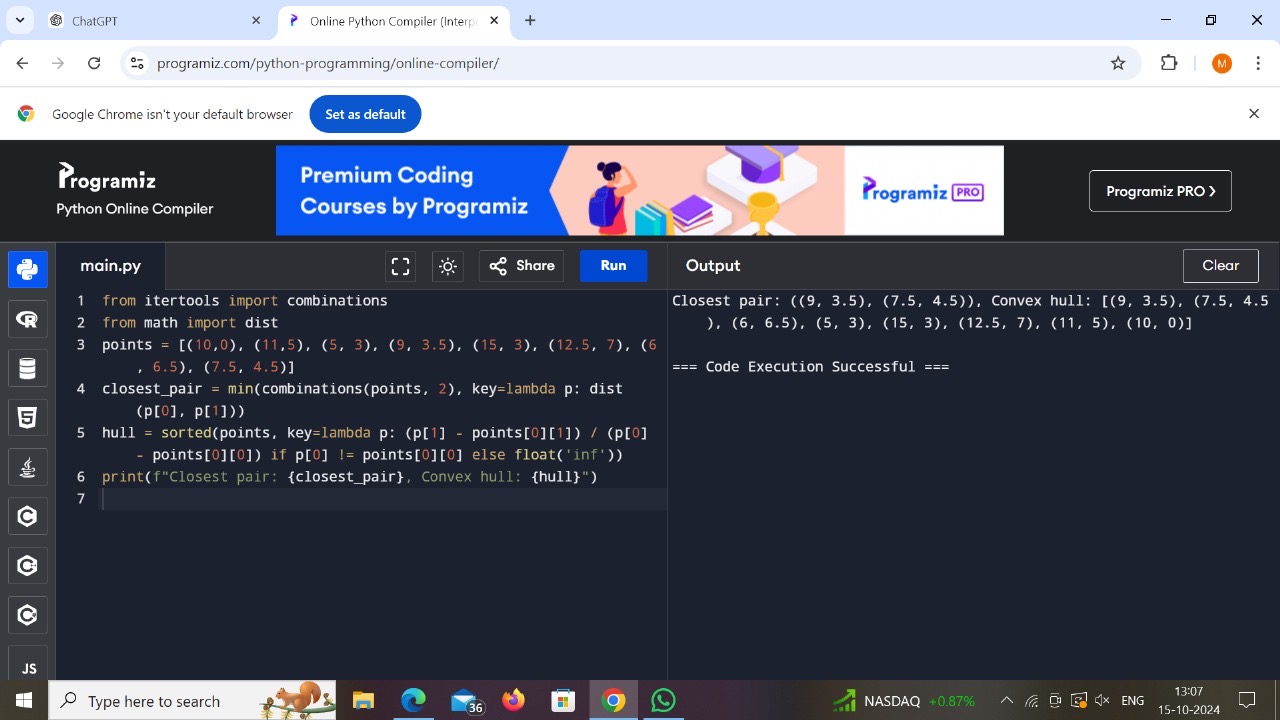 ChatGPT
Online Python Compiler (Interpr
programiz.com/python-programming/online-compiler/
M
Google Chrome isn't your default browser
Set as default
Programiz
Python Online Compiler
Premium Coding
Courses by Programiz
Programiz PRO
Programiz PRO
main.py
Share
Run
Output
Clear
1 from itertools import combinations
2 from math import dist
3 points = [(10,0), (11,5), (5, 3), (9, 3.5), (15, 3), (12.5, 7), (6
, 6.5), (7.5, 4.5)]
4 closest_pair = min(combinations(points, 2), key=lambda p: dist
(p[0], p[1]))
5 hull = sorted(points, key=lambda p: (p[1] - points[0][1]) / (p[0]
- points[0][0]) if p[0] != points[0][0] else float('inf'))
6 print(f"Closest pair: {closest_pair}, Convex hull: {hull}")
7
Closest pair: ((9, 3.5), (7.5, 4.5)), Convex hull: [(9, 3.5), (7.5, 4.5
), (6, 6.5), (5, 3), (15, 3), (12.5, 7), (11, 5), (10, 0)]
=== Code Execution Successful ===
R
5
C
C
C
JS
Type here to search
36
NASDAQ +0.87%
ENG
13:07
15-10-2024